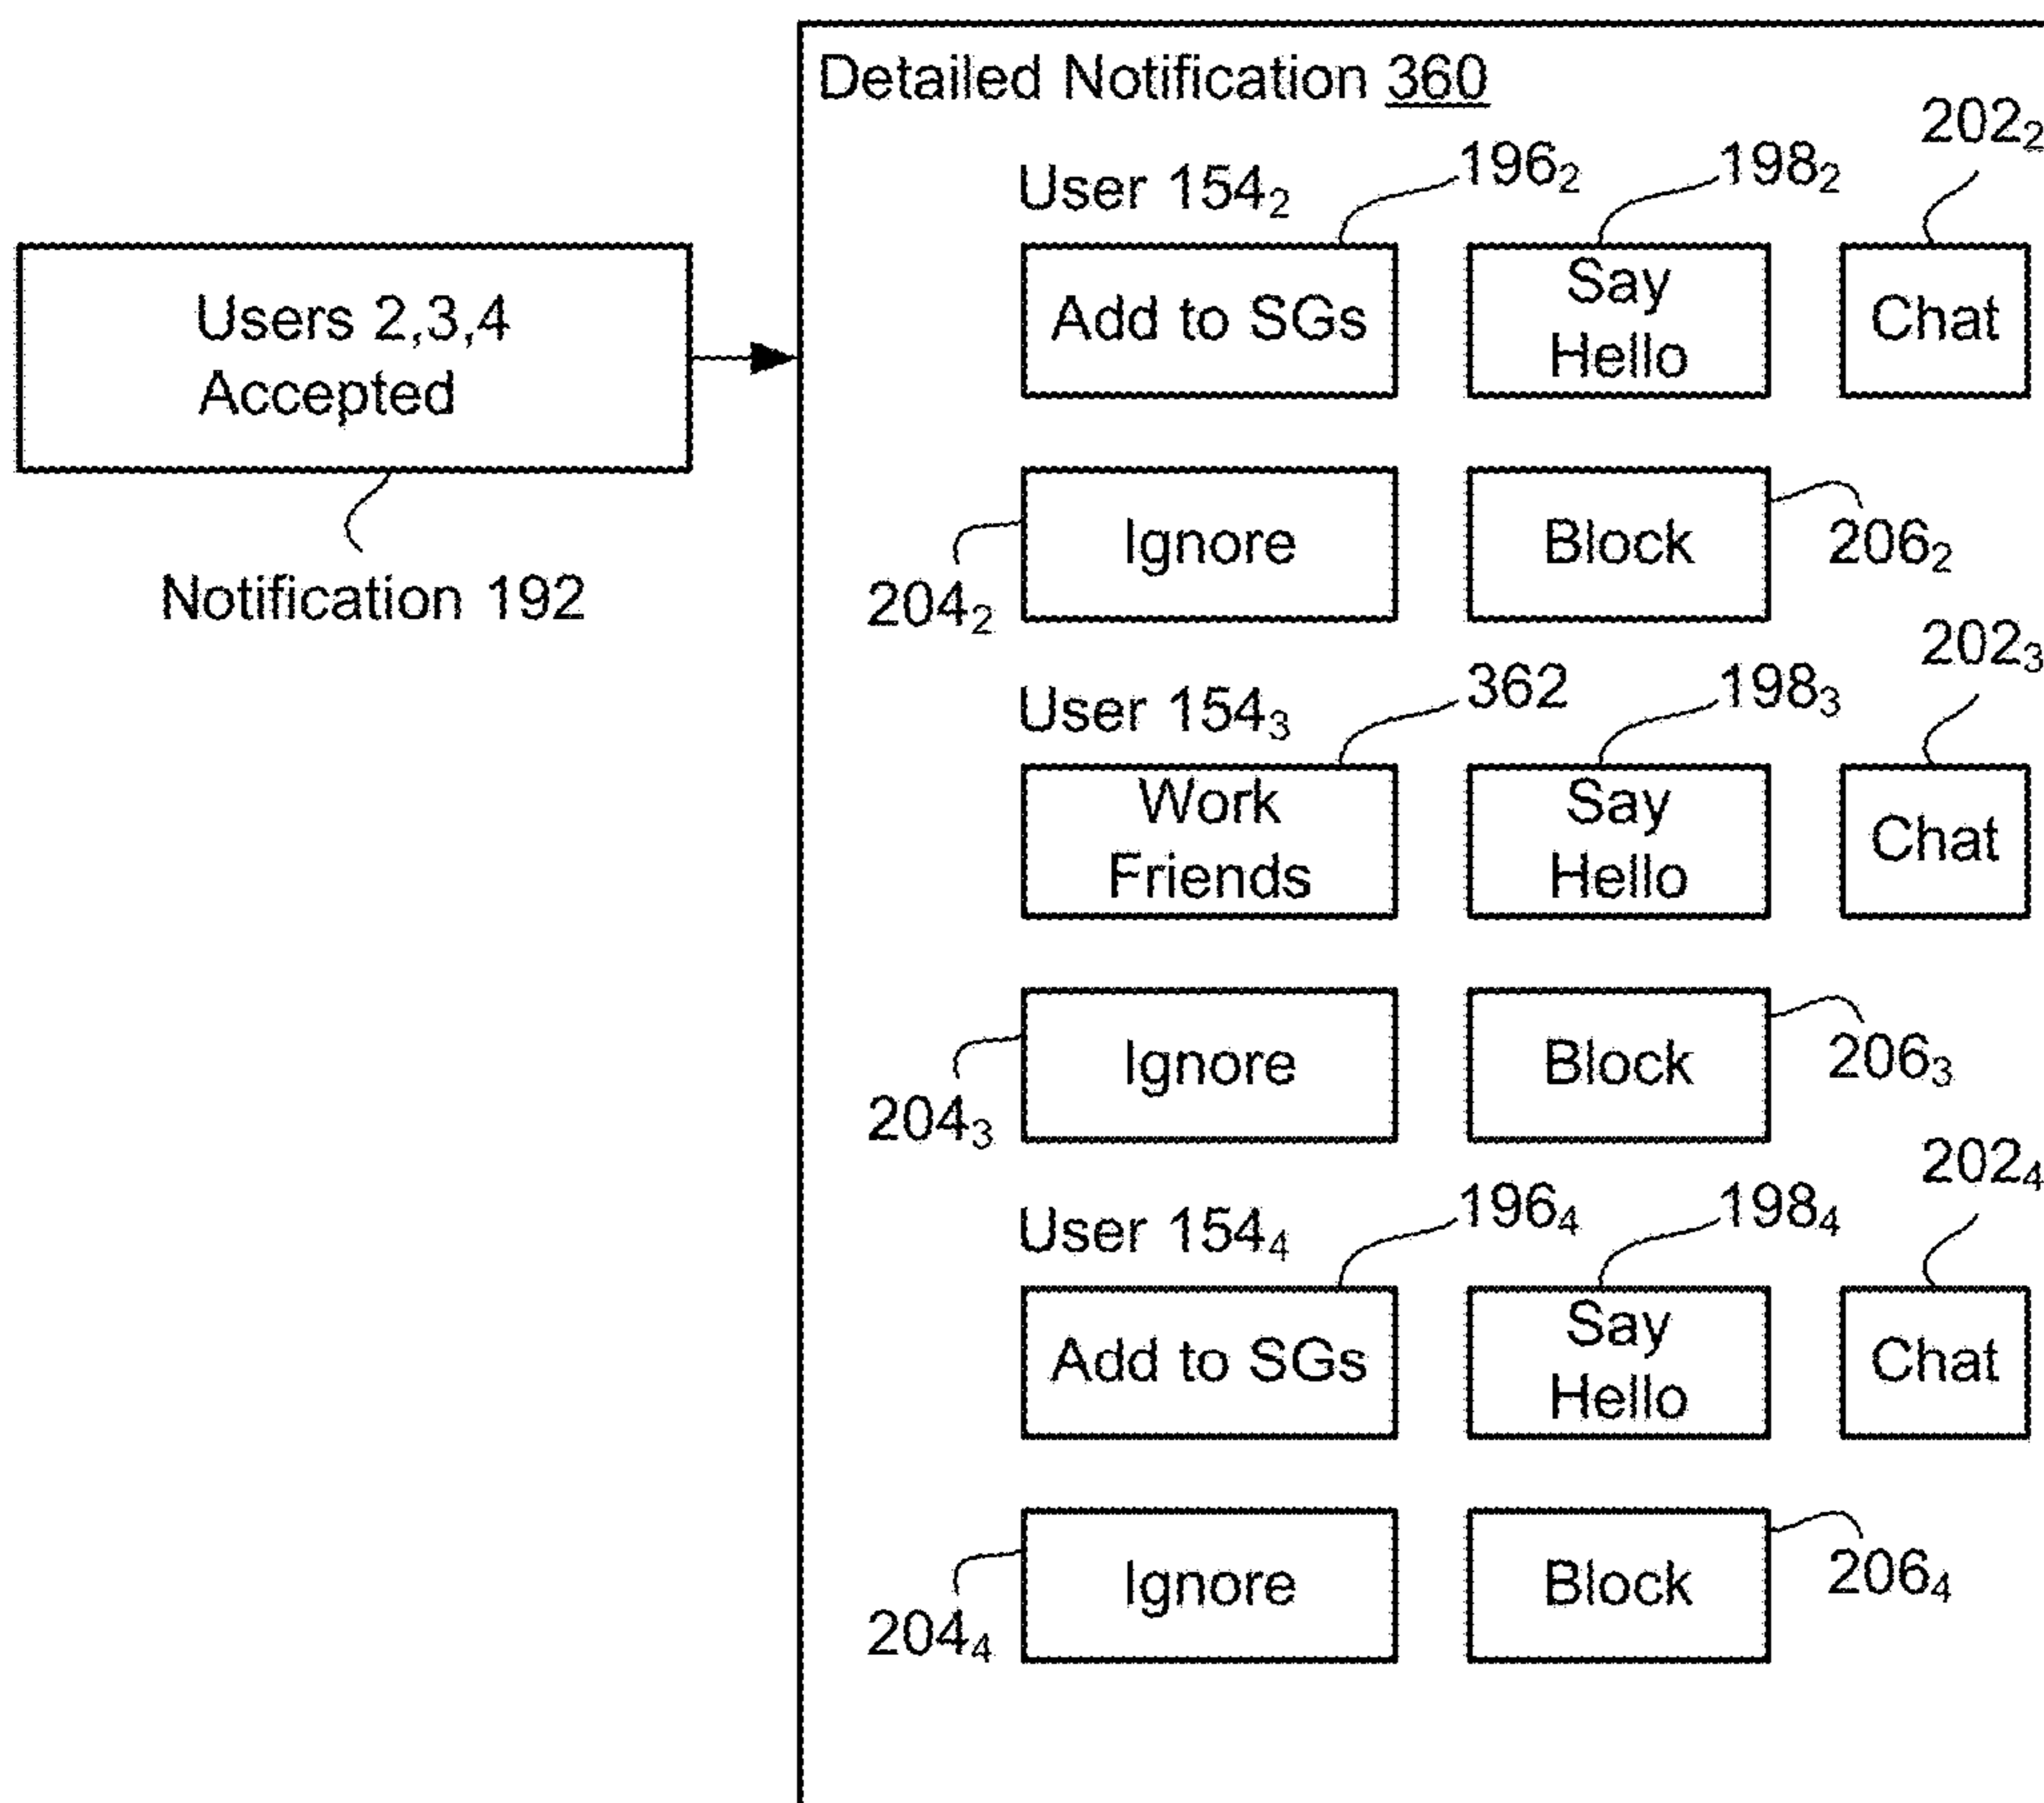 Detailed Notification 360
202₂
User 154₂
196₂
198₂
Users 2,3,4
Accepted
Add to SGs
Say
Hello
Chat
Notification 192
Ignore
Block
204₂
206₂
202₃
User 154₃
362
198₃
Work
Friends
Say
Hello
Chat
Ignore
Block
204₃
206₃
202₄
User 154₄
196₄
198₄
Add to SGs
Say
Hello
Chat
Ignore
Block
204₄
206₄